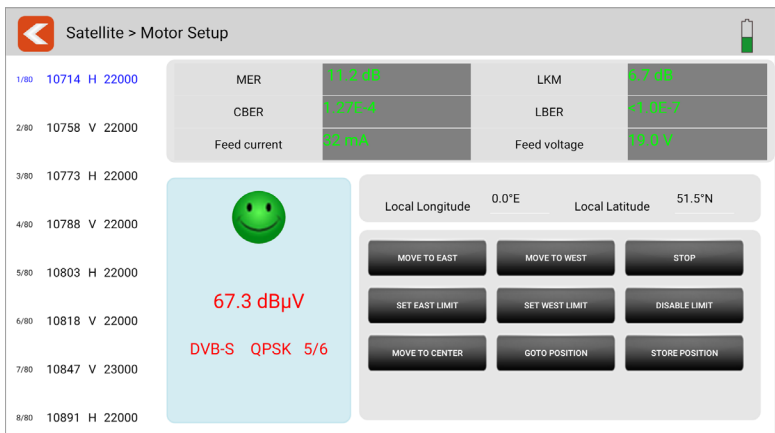 Satellite > Motor Setup
1/80 10714 H 22000
2/80 10758 V 22000
3/80 10773 H 22000
4/80 10788 V 22000
5/80 10803 H 22000
6/80 10818 V 22000
7/80 10847 V 23000
8/80 10891 H 22000
MER 11.2 dB LKM 6.7 dB
CBER 1.27E-4 LBER <1.0E-7
Feed current 32 mA Feed voltage 19.0 V
67.3 dBµV
DVB-S QPSK 5/6
Local Longitude 0.0°E Local Latitude 51.5°N
MOVE TO EAST MOVE TO WEST STOP
SET EAST LIMIT SET WEST LIMIT DISABLE LIMIT
MOVE TO CENTER GOTO POSITION STORE POSITION